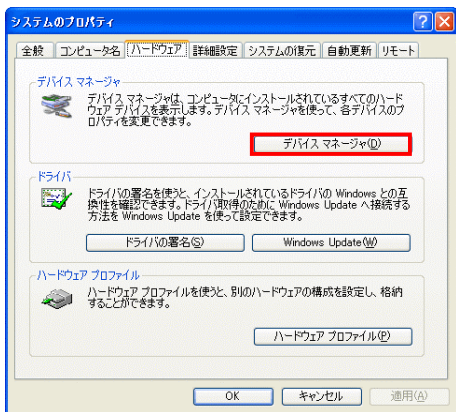 システムのプロパティ
全般 コンピュータ名 ハードウェア 詳細設定 システムの復元 自動更新 リモート
デバイス マネージャ
デバイス マネージャは、コンピュータにインストールされているすべてのハード
ウェア デバイスを表示します。デバイス マネージャを使って、各デバイスのプ
ロパティを変更できます。
デバイス マネージャ(D)
ドライバ
ドライバの署名を使うと、インストールされているドライバの Windows との互
換性を確認できます。ドライバ取得のために Windows Update へ接続する
方法を Windows Update を使って設定できます。
ドライバの署名(S) Windows Update(W)
ハードウェア プロファイル
ハードウェア プロファイルを使うと、別のハードウェアの構成を設定し、格納
することができます。
ハードウェア プロファイル(P)
OK キャンセル 適用(A)